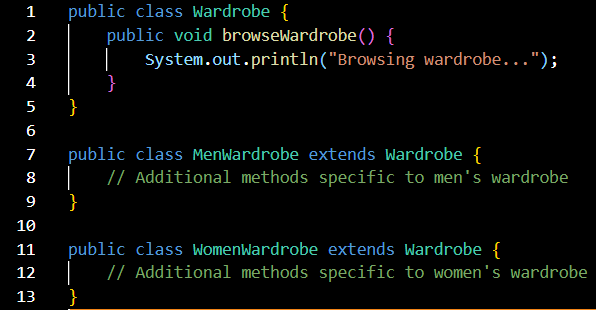 1 public class Wardrobe {
2 public void browseWardrobe() {
3 System.out.println("Browsing wardrobe...");
4 }
5 }
6
7 public class MenWardrobe extends Wardrobe {
8 // Additional methods specific to men's wardrobe
9 }
10
11 public class WomenWardrobe extends Wardrobe {
12 // Additional methods specific to women's wardrobe
13 }